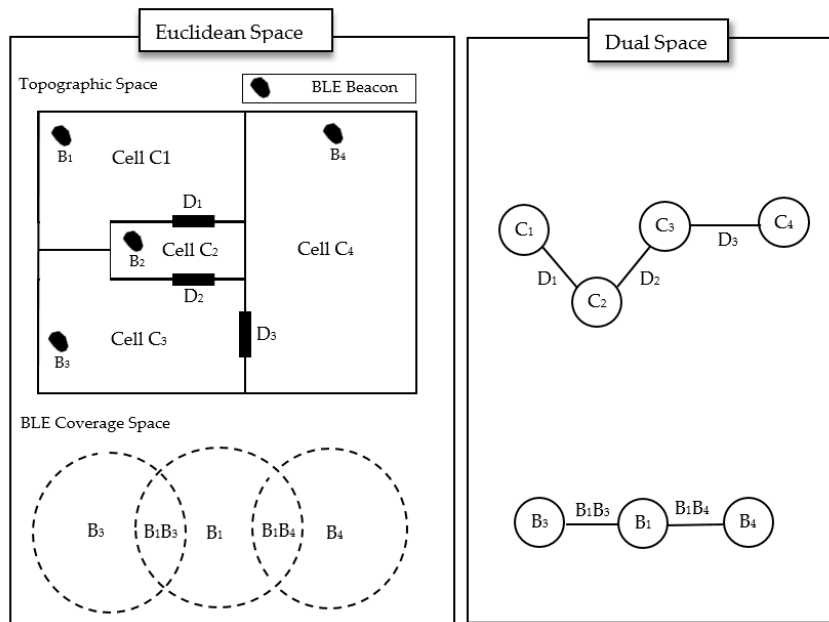 Euclidean Space
Dual Space
Topographic Space
BLE Beacon
B₁
B₄
Cell C1
D₁
Cell C₂
B₂
Cell C₄
D₂
D₃
Cell C₃
B₃
C₁
C₃
C₄
D₃
D₁
D₂
C₂
BLE Coverage Space
B₃
B₁B₃
B₁
B₁B₄
B₄
B₃
B₁B₃
B₁
B₁B₄
B₄